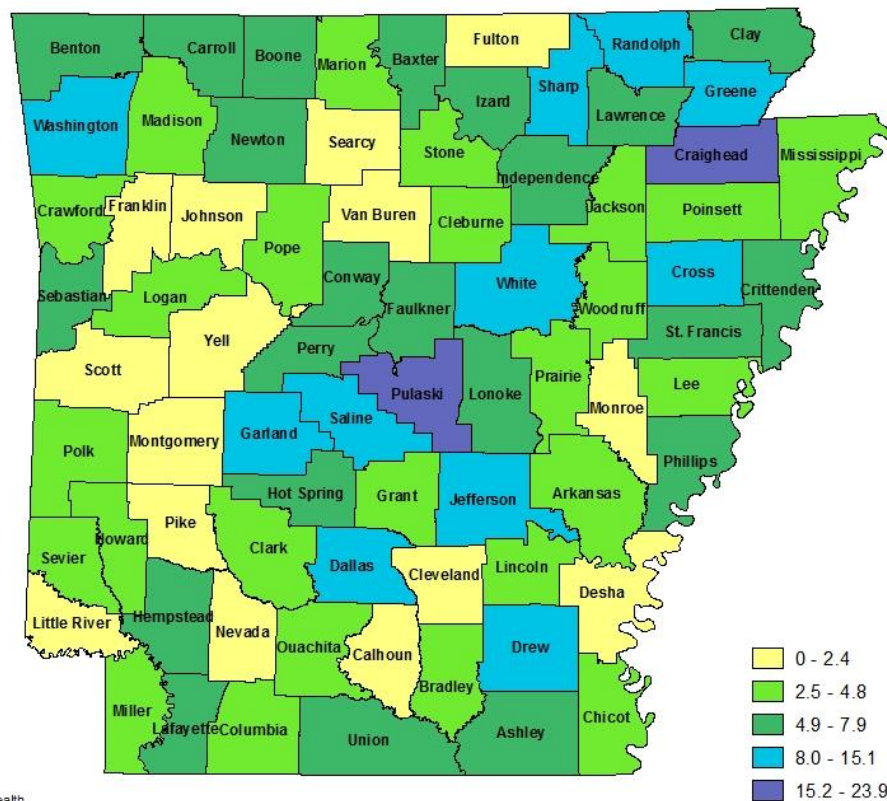 Benton
Carroll
Boone
Marion
Baxter
Fulton
Sharp
Randolph
Clay
Greene
Izard
Lawrence
Washington
Madison
Newton
Searcy
Stone
Independence
Craighead
Mississippi
Crawford
Franklin
Johnson
Pope
Van Buren
Cleburne
Jackson
Poinsett
Sebastian
Logan
Conway
Faulkner
White
Woodruff
Cross
Crittenden
St. Francis
Scott
Yell
Perry
Pulaski
Lonoke
Prairie
Monroe
Lee
Phillips
Polk
Montgomery
Garland
Saline
Hot Spring
Grant
Jefferson
Arkansas
Sevier
Howard
Pike
Clark
Dallas
Cleveland
Lincoln
Desha
Little River
Hempstead
Nevada
Ouachita
Calhoun
Bradley
Drew
Chicot
Miller
Lafayette
Columbia
Union
Ashley
0 - 2.4
2.5 - 4.8
4.9 - 7.9
8.0 - 15.1
15.2 - 23.9